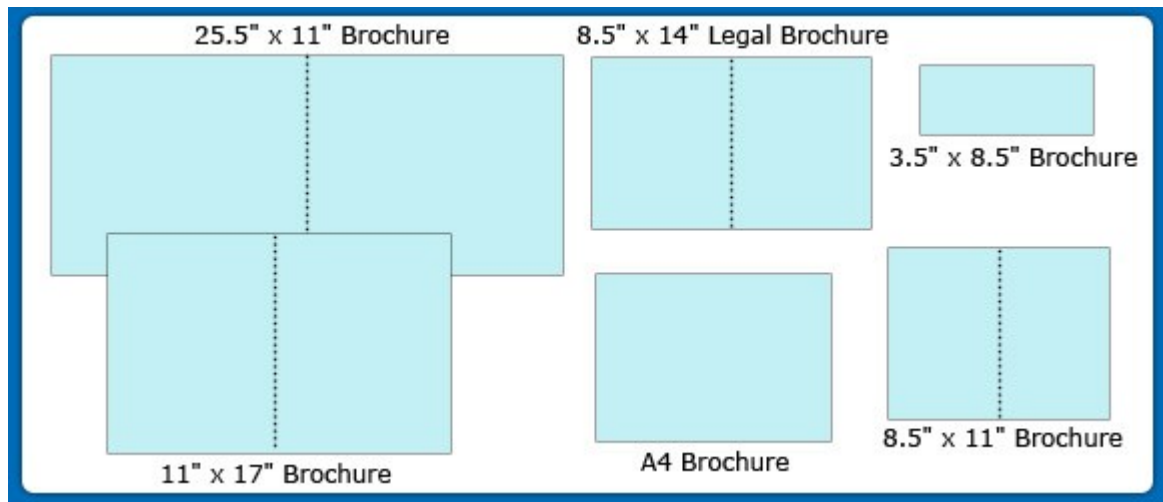 25.5" x 11" Brochure
8.5" x 14" Legal Brochure
3.5" x 8.5" Brochure
11" x 17" Brochure
A4 Brochure
8.5" x 11" Brochure